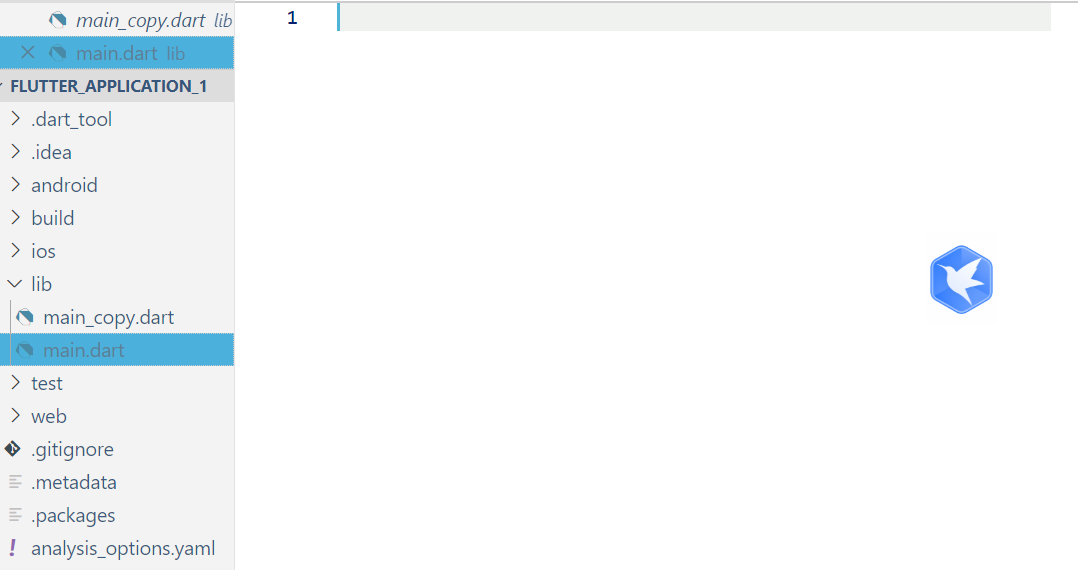 main_copy.dart lib
1
main.dart lib
FLUTTER_APPLICATION_1
.dart_tool
.idea
android
build
ios
lib
main_copy.dart
main.dart
test
web
.gitignore
.metadata
.packages
! analysis_options.yaml